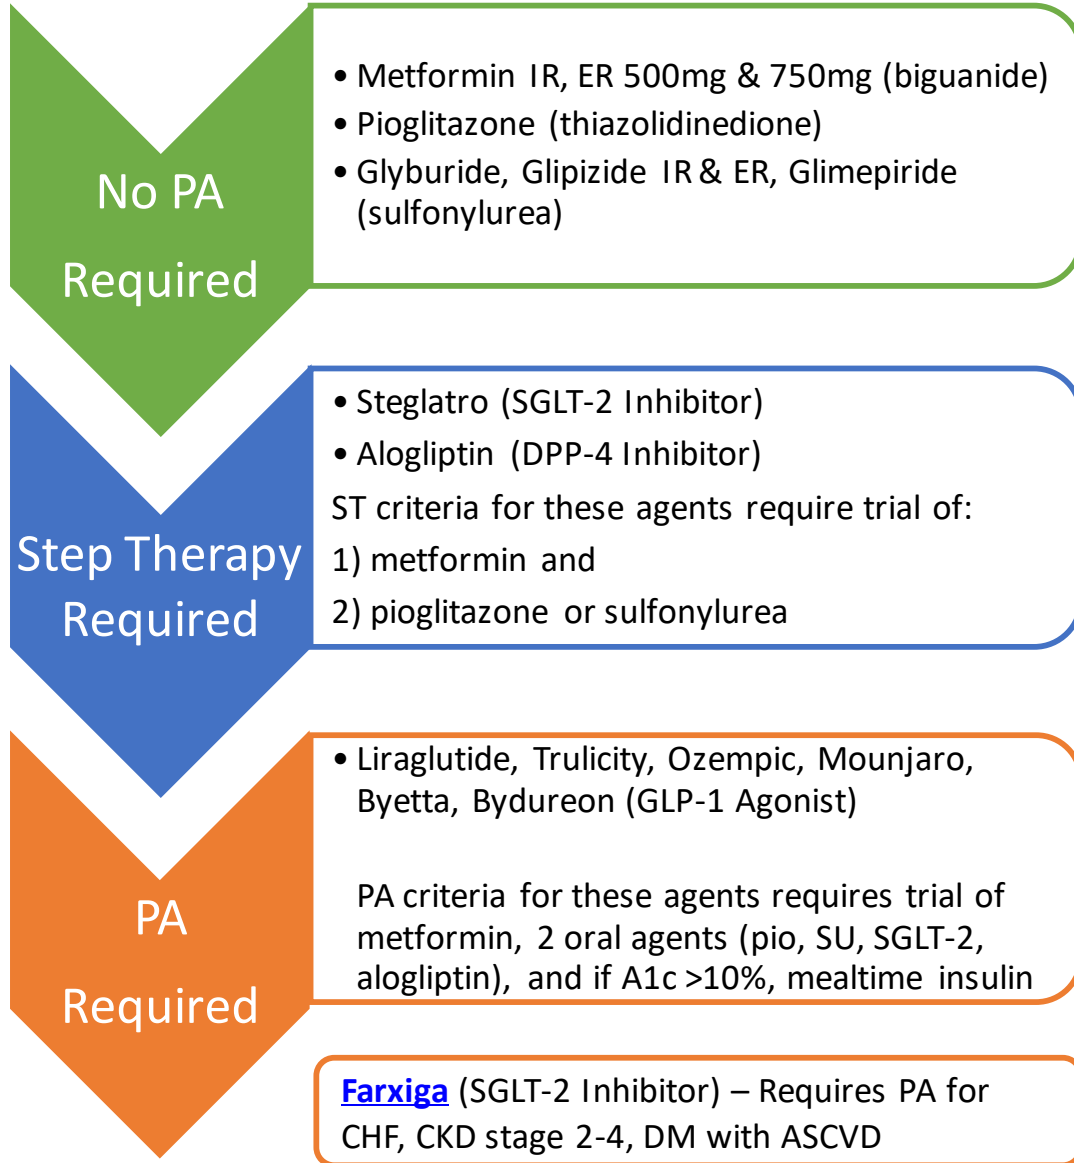 No PA
Required
• Metformin IR, ER 500mg & 750mg (biguanide)
• Pioglitazone (thiazolidinedione)
• Glyburide, Glipizide IR & ER, Glimepiride
(sulfonylurea)
Step Therapy
Required
• Steglatro (SGLT-2 Inhibitor)
• Alogliptin (DPP-4 Inhibitor)
ST criteria for these agents require trial of:
1) metformin and
2) pioglitazone or sulfonylurea
PA
Required
• Liraglutide, Trulicity, Ozempic, Mounjaro,
Byetta, Bydureon (GLP-1 Agonist)
PA criteria for these agents requires trial of
metformin, 2 oral agents (pio, SU, SGLT-2,
alogliptin), and if A1c >10%, mealtime insulin
Farxiga (SGLT-2 Inhibitor) – Requires PA for
CHF, CKD stage 2-4, DM with ASCVD